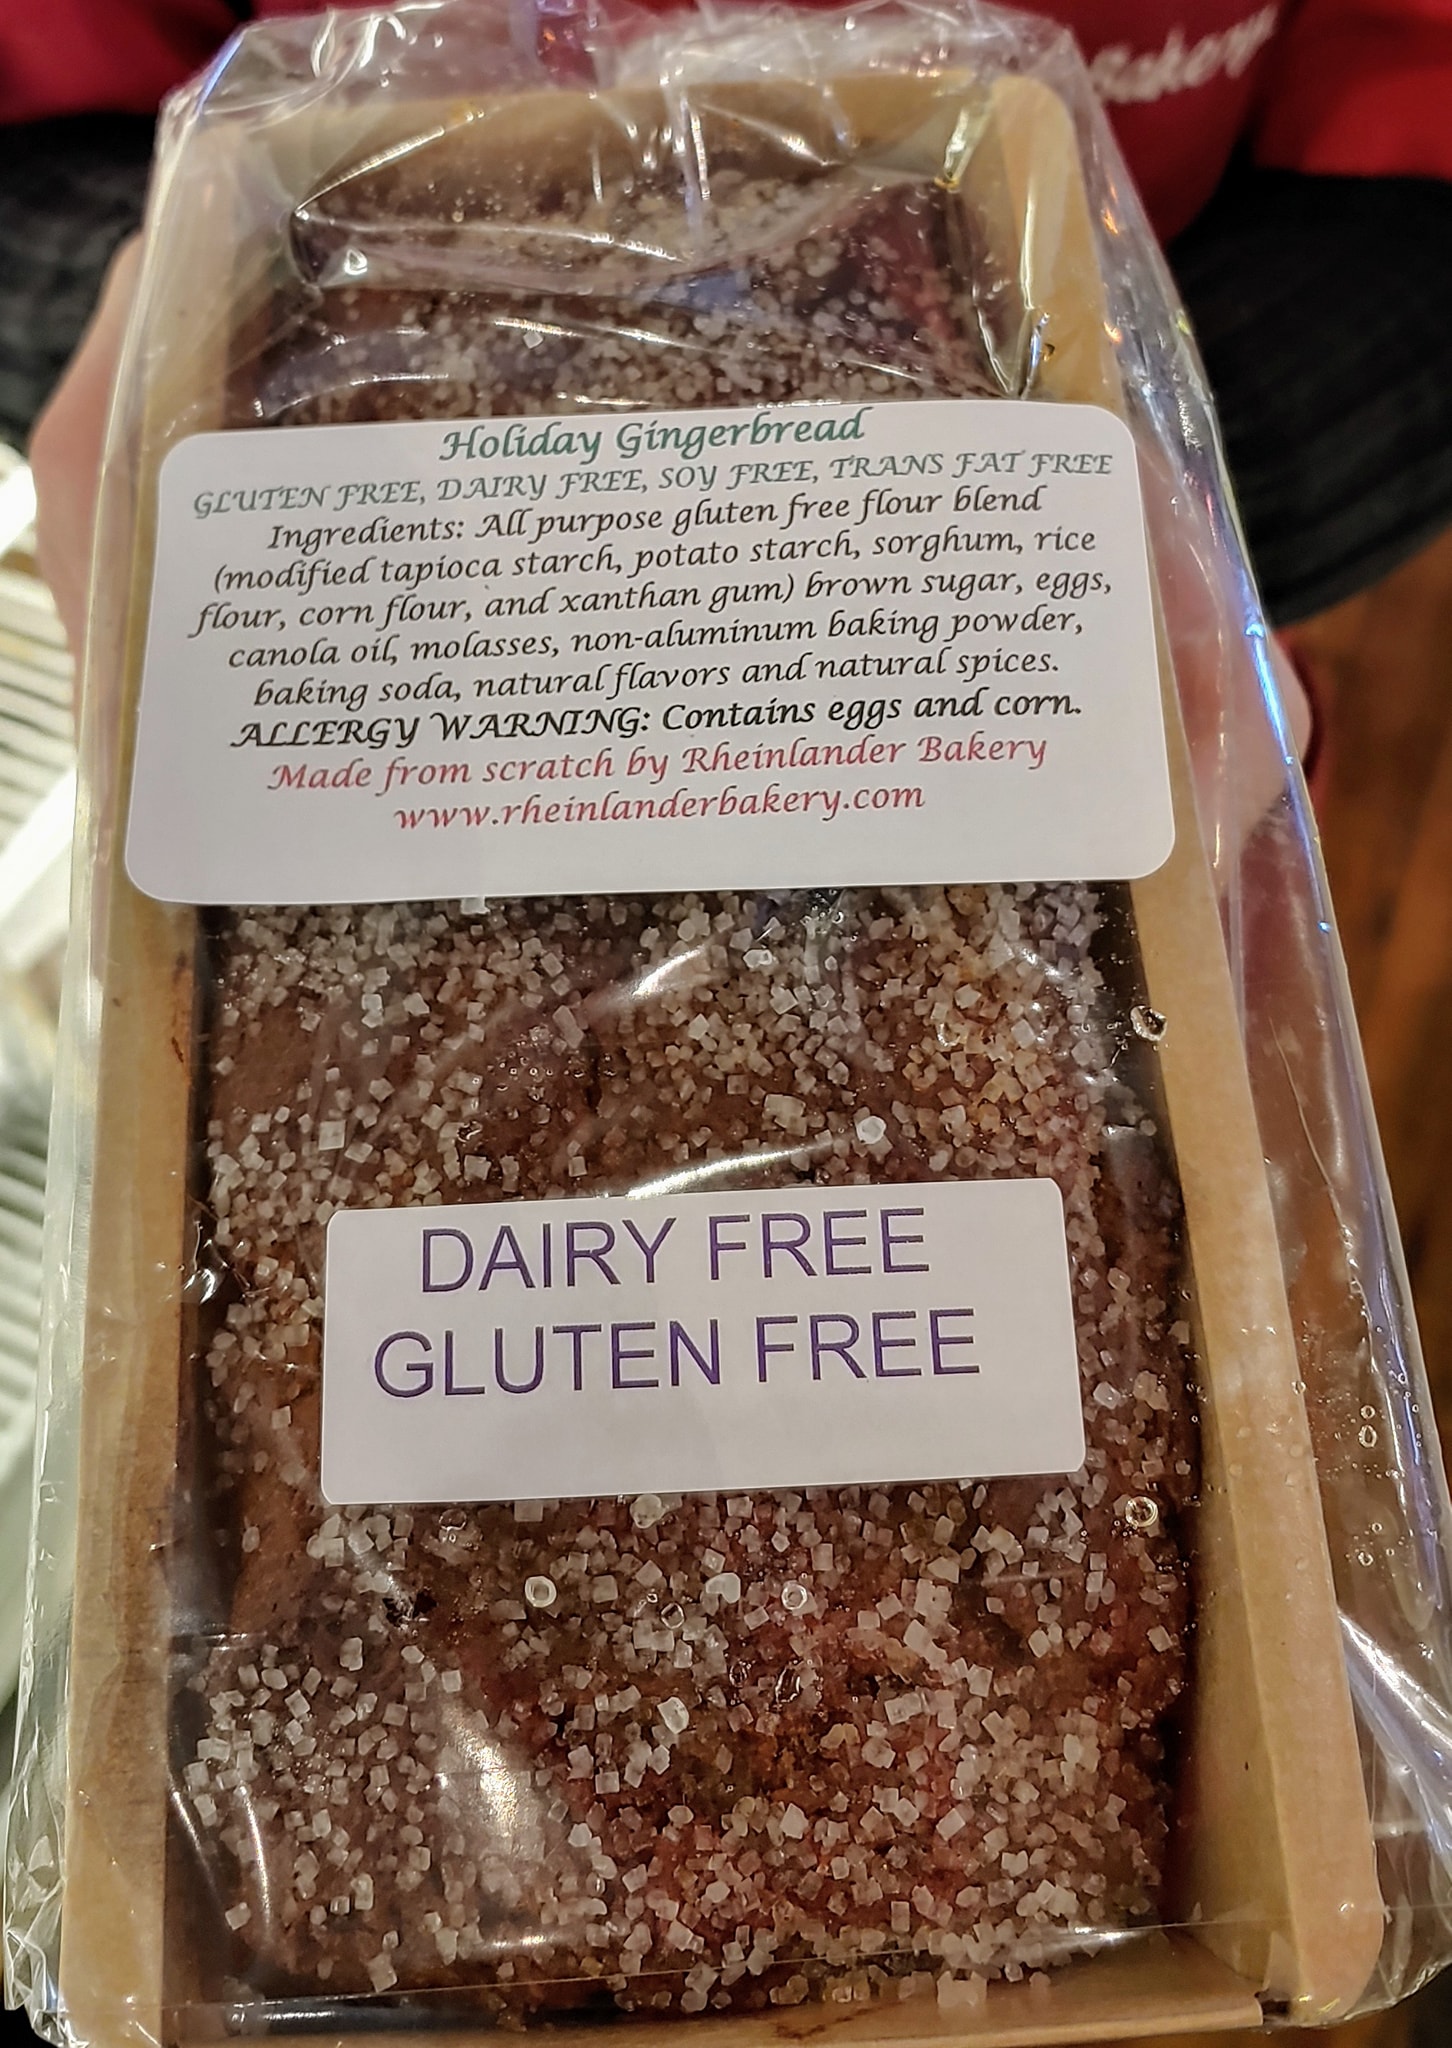 Bakery
Holiday Gingerbread
GLUTEN FREE, DAIRY FREE, SOY FREE, TRANS FAT FREE
Ingredients: All purpose gluten free flour blend
(modified tapioca starch, potato starch, sorghum, rice
flour, corn flour, and xanthan gum) brown sugar, eggs,
canola oil, molasses, non-aluminum baking powder,
baking soda, natural flavors and natural spices.
ALLERGY WARNING: Contains eggs and corn.
Made from scratch by Rheinlander Bakery
www.rheinlanderbakery.com
DAIRY FREE
GLUTEN FREE